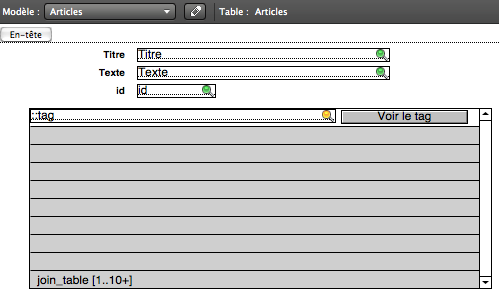 Modèle : Articles Table : Articles
En-tête
Titre Titre
Texte Texte
id id
::tag Voir le tag
join_table [1..10+]